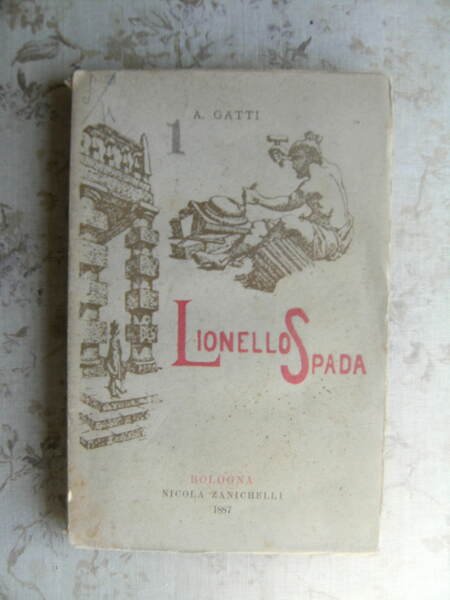 A. GATTI
1
LIONELLO SPADA
BOLOGNA
NICOLA ZANICHELLI
1887